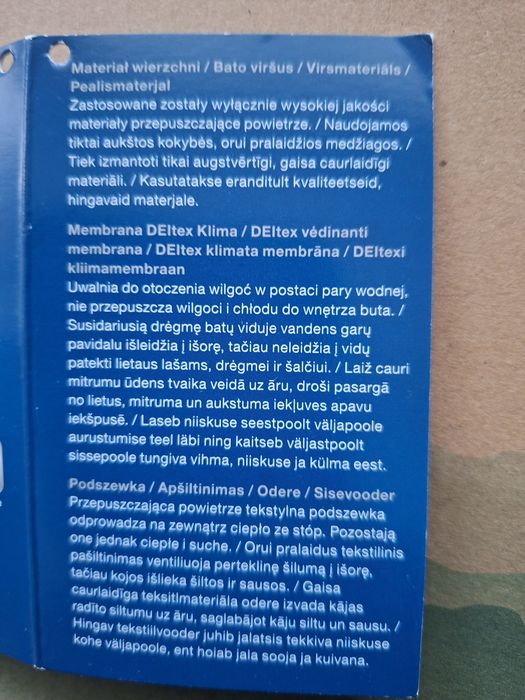 Materiał wierzchni / Bato viršus / Virsmateriāls /
Pealismaterjal
Zastosowane zostały wyłącznie wysokiej jakości
materiały przepuszczające powietrze. / Naudojamos
tiktai aukštos kokybės, orui pralaidžios medžiagos. /
Tiek izmantoti tikai augstvērtīgi, gaisa caurlaidīgi
materiāli. / Kasutatakse eranditult kvaliteetseid,
hingavaid materjale.
Membrana DEItex Klima / DEItex vėdinanti
membrana / DEItex klimata membrāna / DEItexi
kliimamembraan
Uwalnia do otoczenia wilgoć w postaci pary wodnej,
nie przepuszcza wilgoci i chłodu do wnętrza buta. /
Susidariusią drėgmę batų viduje vandens garų
pavidalu išleidžia į išorę, tačiau neleidžia į vidų
patekti lietaus lašams, drėgmei ir šalčiui. / Laiž cauri
mitrumu ūdens tvaika veidā uz āru, droši pasargā
no lietus, mitruma un aukstuma iekļuves apavu
iekšpusē. / Laseb niiskuse seestpoolt väljapoole
aurustumise teel läbi ning kaitseb väljastpoolt
sissepoole tungiva vihma, niiskuse ja külma eest.
Podszewka / Apšiltinimas / Odere / Sisevooder
Przepuszczająca powietrze tekstylna podszewka
odprowadza na zewnątrz ciepło ze stóp. Pozostają
one jednak ciepłe i suche. / Orui pralaidus tekstilinis
pašiltinimas ventiliuoja perteklinę šilumą į išorę,
tačiau kojos išlieka šiltos ir sausos. / Gaisa
caurlaidīga teksitlmateriāla odere izvada kājas
radīto siltumu uz āru, saglabājot kāju siltu un sausu. /
Hingav tekstiilvooder juhib jalatsis tekkiva niiskuse
kohe väljapoole, ent hoiab jala sooja ja kuivana.